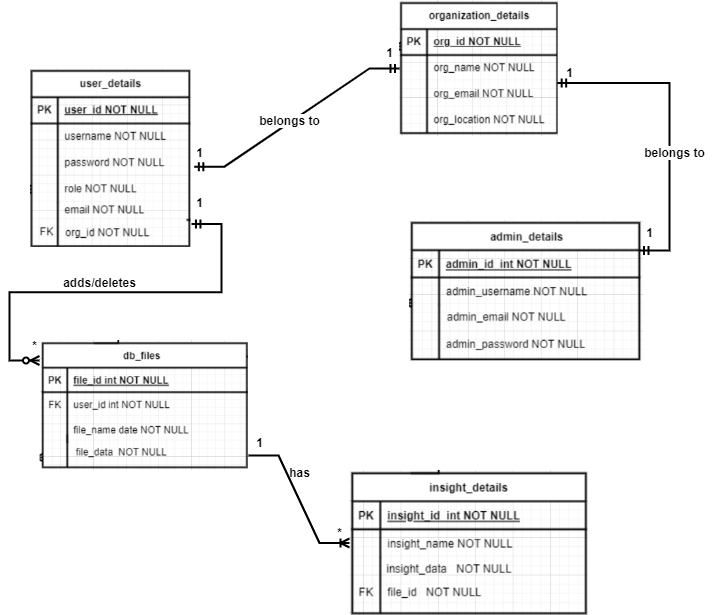 organization_details
PK org_id NOT NULL
org_name NOT NULL
org_email NOT NULL
org_location NOT NULL
1
1
belongs to
belongs to
user_details
PK user_id NOT NULL
username NOT NULL
password NOT NULL
role NOT NULL
email NOT NULL
FK org_id NOT NULL
1
1
adds/deletes
*
1
admin_details
PK admin_id int NOT NULL
admin_username NOT NULL
admin_email NOT NULL
admin_password NOT NULL
db_files
PK file_id int NOT NULL
FK user_id int NOT NULL
file_name date NOT NULL
file_data NOT NULL
1
has
*
insight_details
PK insight_id int NOT NULL
insight_name NOT NULL
insight_data NOT NULL
FK file_id NOT NULL